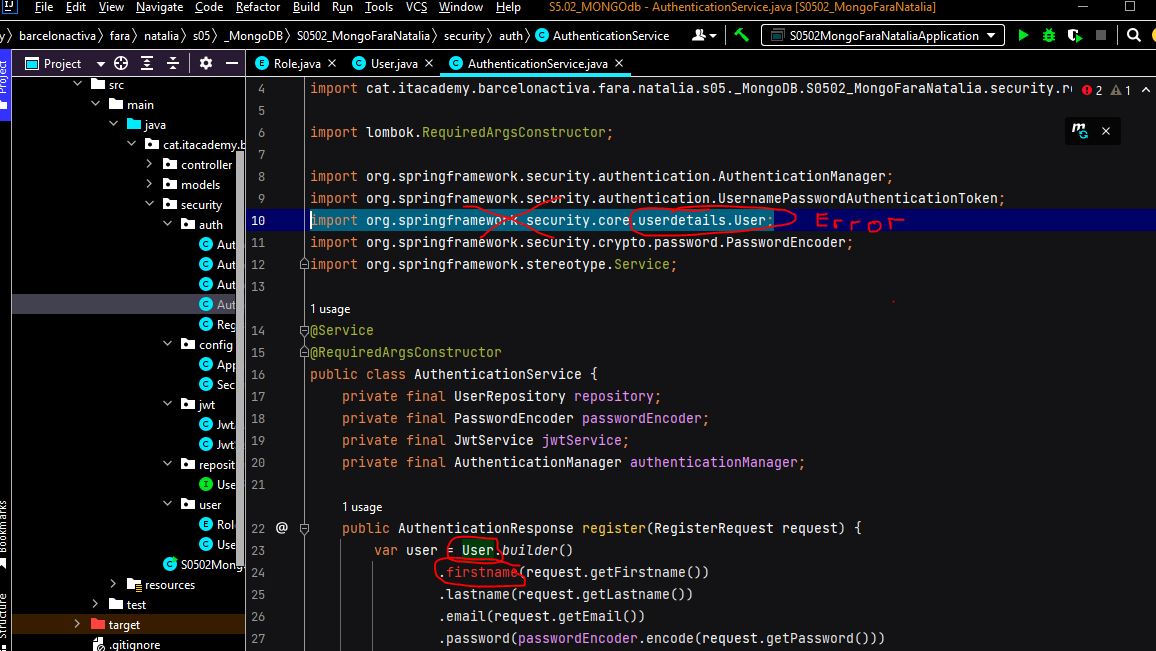 File Edit View Navigate Code Refactor Build Run Tools VCS Window Help S5.02_MONGOdb - AuthenticationService.java [S0502_MongoFaraNatalia]
barcelonactiva fara natalia s05 _MongoDB S0502_MongoFaraNatalia security auth AuthenticationService S0502MongoFaraNataliaApplication
Project
Role.java User.java AuthenticationService.java
src
main
java
cat.itacademy.b
controller
models
security
auth
Aut
Aut
Aut
Aut
Reg
config
App
Sec
jwt
JwtA
JwtS
reposit
Use
user
Rol
Use
S0502Mong
resources
test
target
.gitignore
Project
Bookmarks
Structure
4 import cat.itacademy.barcelonactiva.fara.natalia.s05._MongoDB.S0502_MongoFaraNatalia.security.re 2 1
5
6 import lombok.RequiredArgsConstructor;
7
8 import org.springframework.security.authentication.AuthenticationManager;
9 import org.springframework.security.authentication.UsernamePasswordAuthenticationToken;
10 import org.springframework.security.core.userdetails.User; Error
11 import org.springframework.security.crypto.password.PasswordEncoder;
12 import org.springframework.stereotype.Service;
13
1 usage
14 @Service
15 @RequiredArgsConstructor
16 public class AuthenticationService {
17 private final UserRepository repository;
18 private final PasswordEncoder passwordEncoder;
19 private final JwtService jwtService;
20 private final AuthenticationManager authenticationManager;
21
1 usage
22 @ public AuthenticationResponse register(RegisterRequest request) {
23 var user = User.builder()
24 .firstname(request.getFirstname())
25 .lastname(request.getLastname())
26 .email(request.getEmail())
27 .password(passwordEncoder.encode(request.getPassword()))